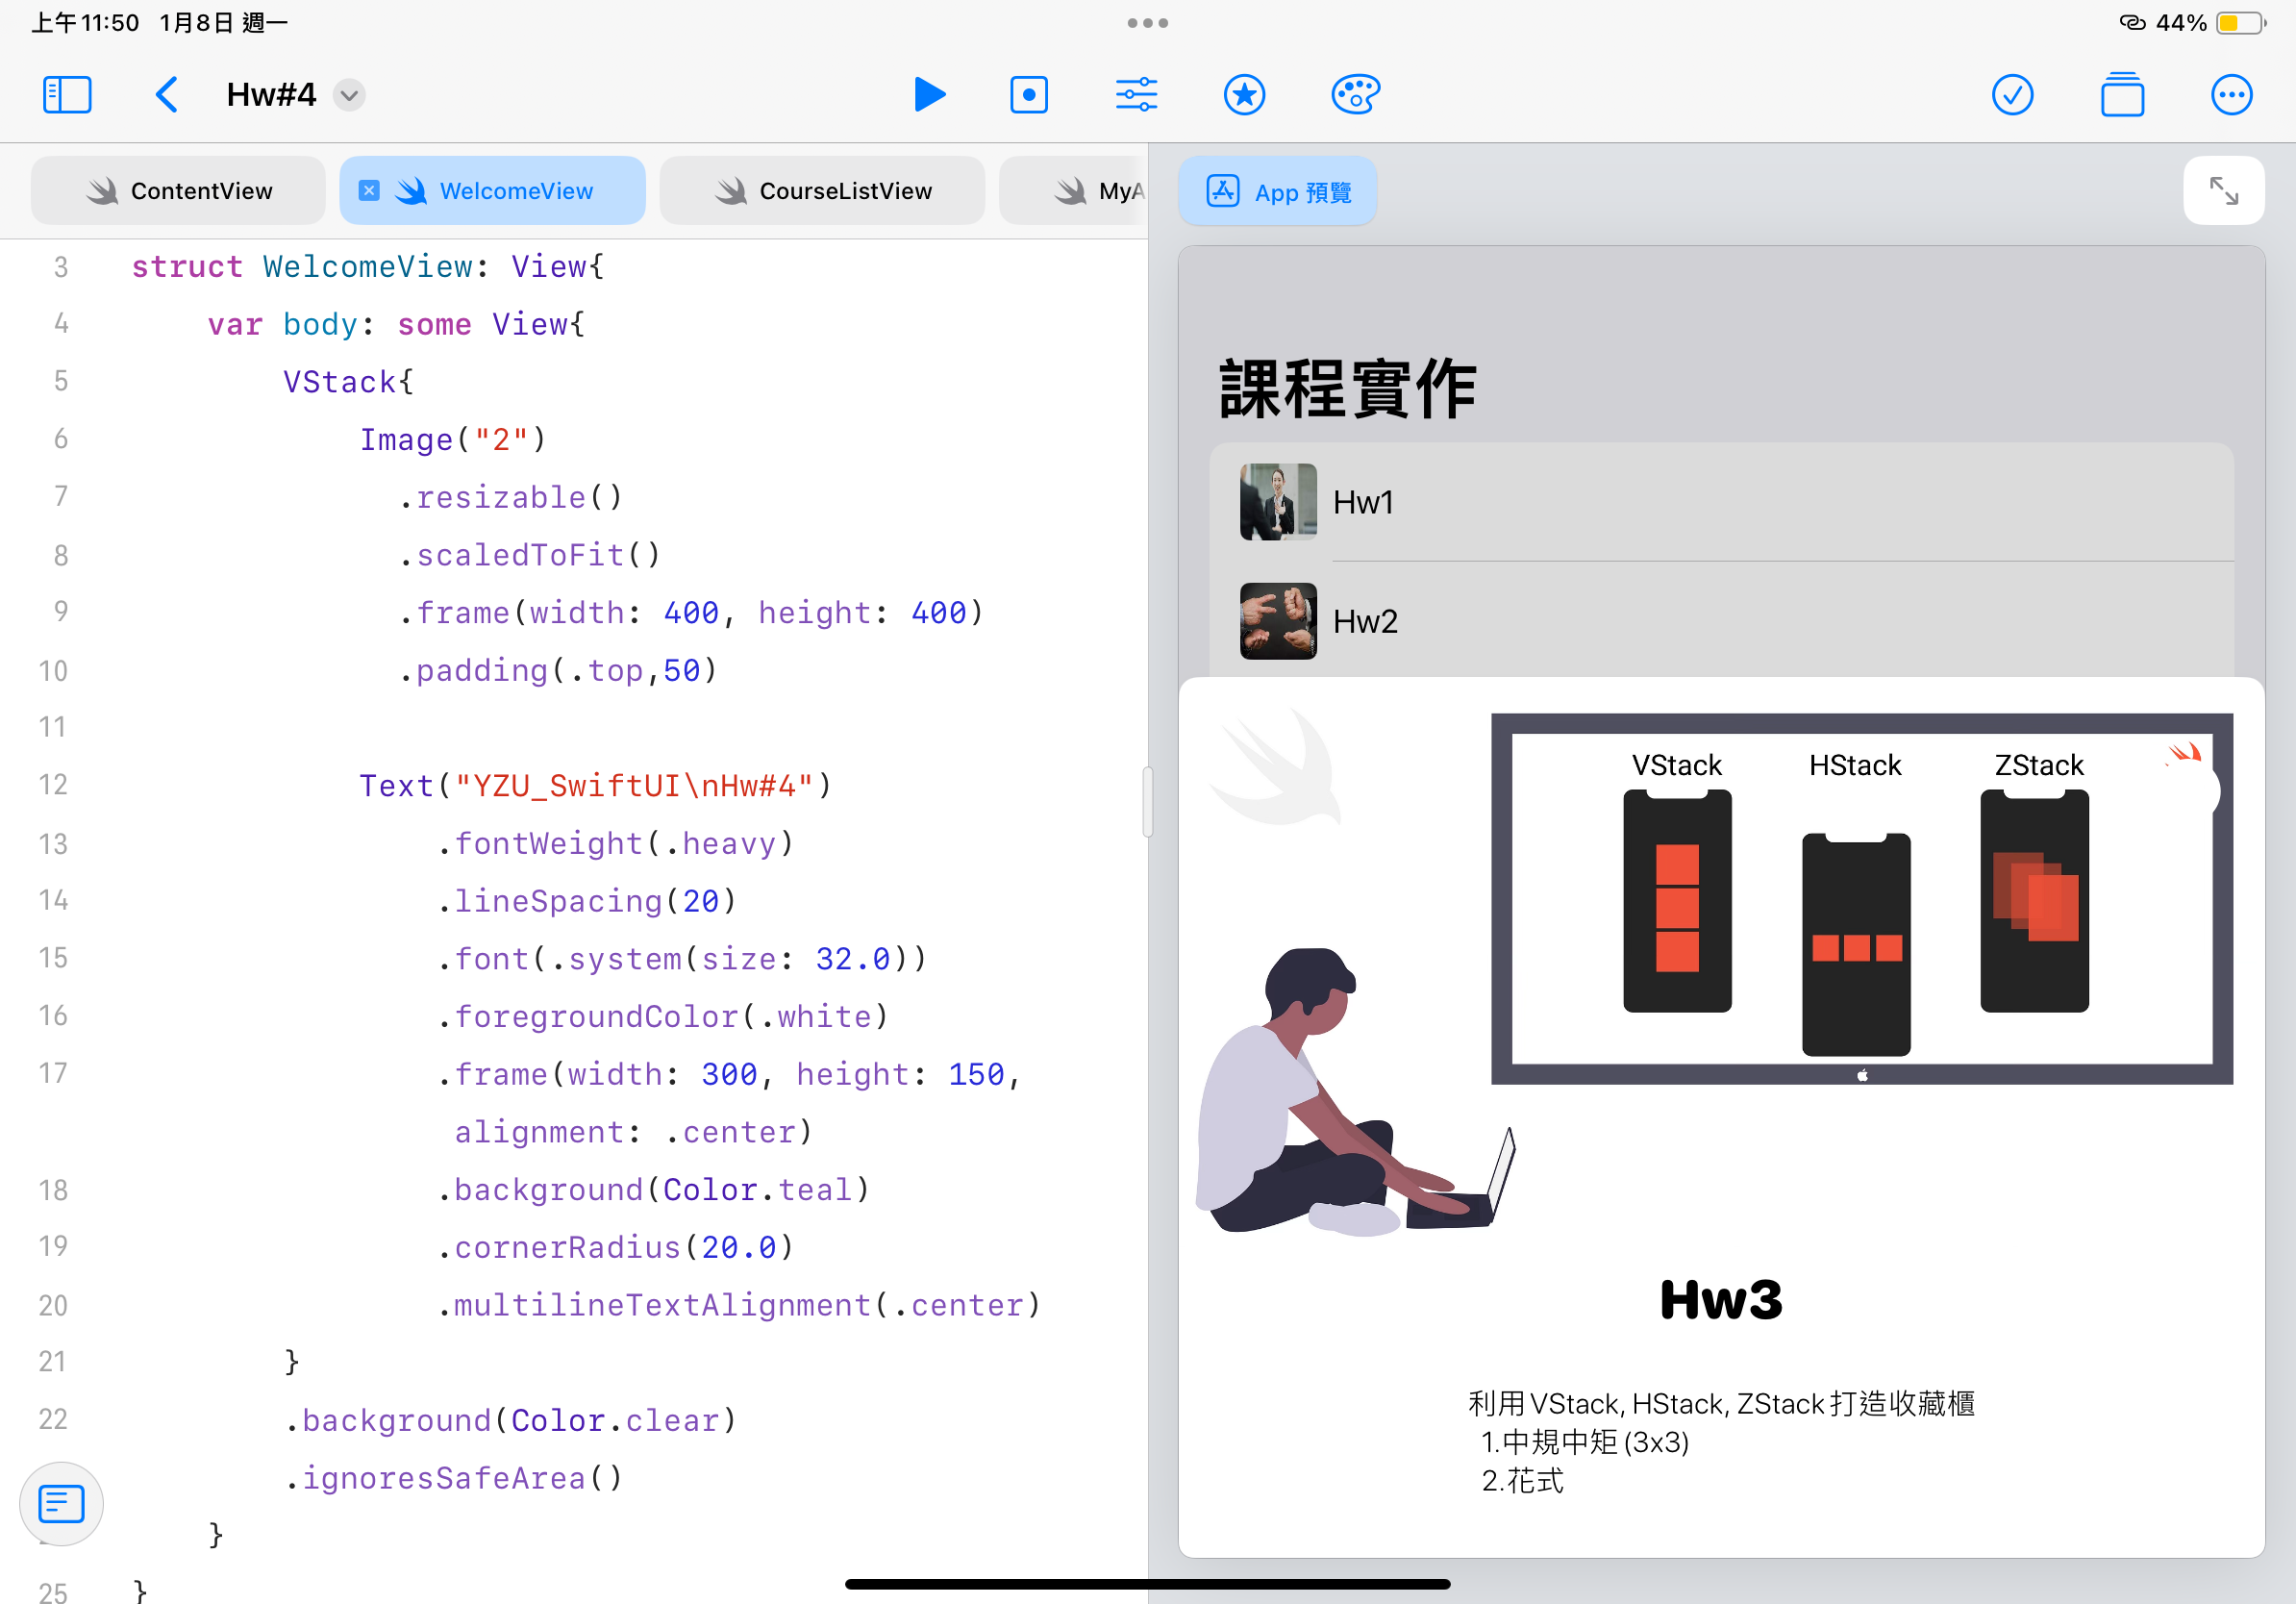 上午11:50 1月8日 週一
44%
Hw#4
ContentView
WelcomeView
CourseListView
MyA
App 預覽
3 struct WelcomeView: View{
4 var body: some View{
5 VStack{
6 Image("2")
7 .resizable()
8 .scaledToFit()
9 .frame(width: 400, height: 400)
10 .padding(.top,50)
11
12 Text("YZU_SwiftUI\nHw#4")
13 .fontWeight(.heavy)
14 .lineSpacing(20)
15 .font(.system(size: 32.0))
16 .foregroundColor(.white)
17 .frame(width: 300, height: 150,
alignment: .center)
18 .background(Color.teal)
19 .cornerRadius(20.0)
20 .multilineTextAlignment(.center)
21 }
22 .background(Color.clear)
.ignoresSafeArea()
}
25 }
課程實作
Hw1
Hw2
VStack
HStack
ZStack
Hw3
利用VStack, HStack, ZStack打造收藏櫃
1.中規中矩(3x3)
2.花式